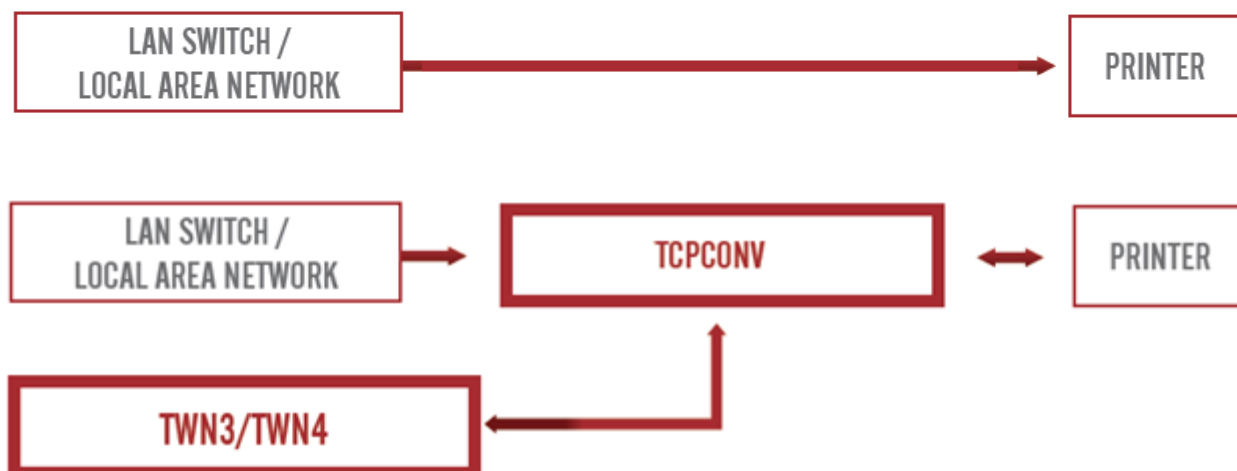 LAN SWITCH /
LOCAL AREA NETWORK
PRINTER
LAN SWITCH /
LOCAL AREA NETWORK
TCPCONV
PRINTER
TWN3/TWN4